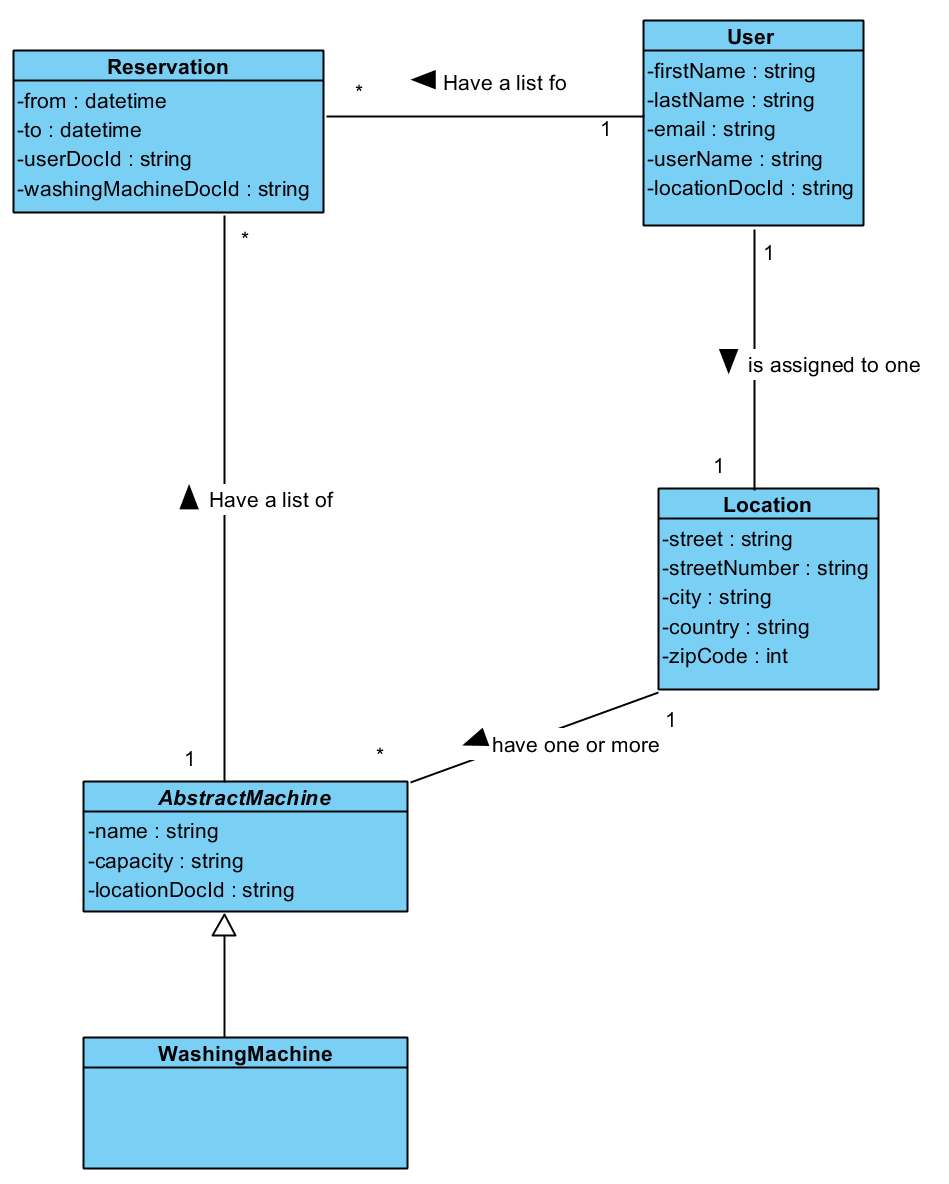 Reservation
-from : datetime
-to : datetime
-userDocId : string
-washingMachineDocId : string
*
Have a list fo
1
User
-firstName : string
-lastName : string
-email : string
-userName : string
-locationDocId : string
*
1
is assigned to one
1
Have a list of
Location
-street : string
-streetNumber : string
-city : string
-country : string
-zipCode : int
1
have one or more
*
1
AbstractMachine
-name : string
-capacity : string
-locationDocId : string
WashingMachine